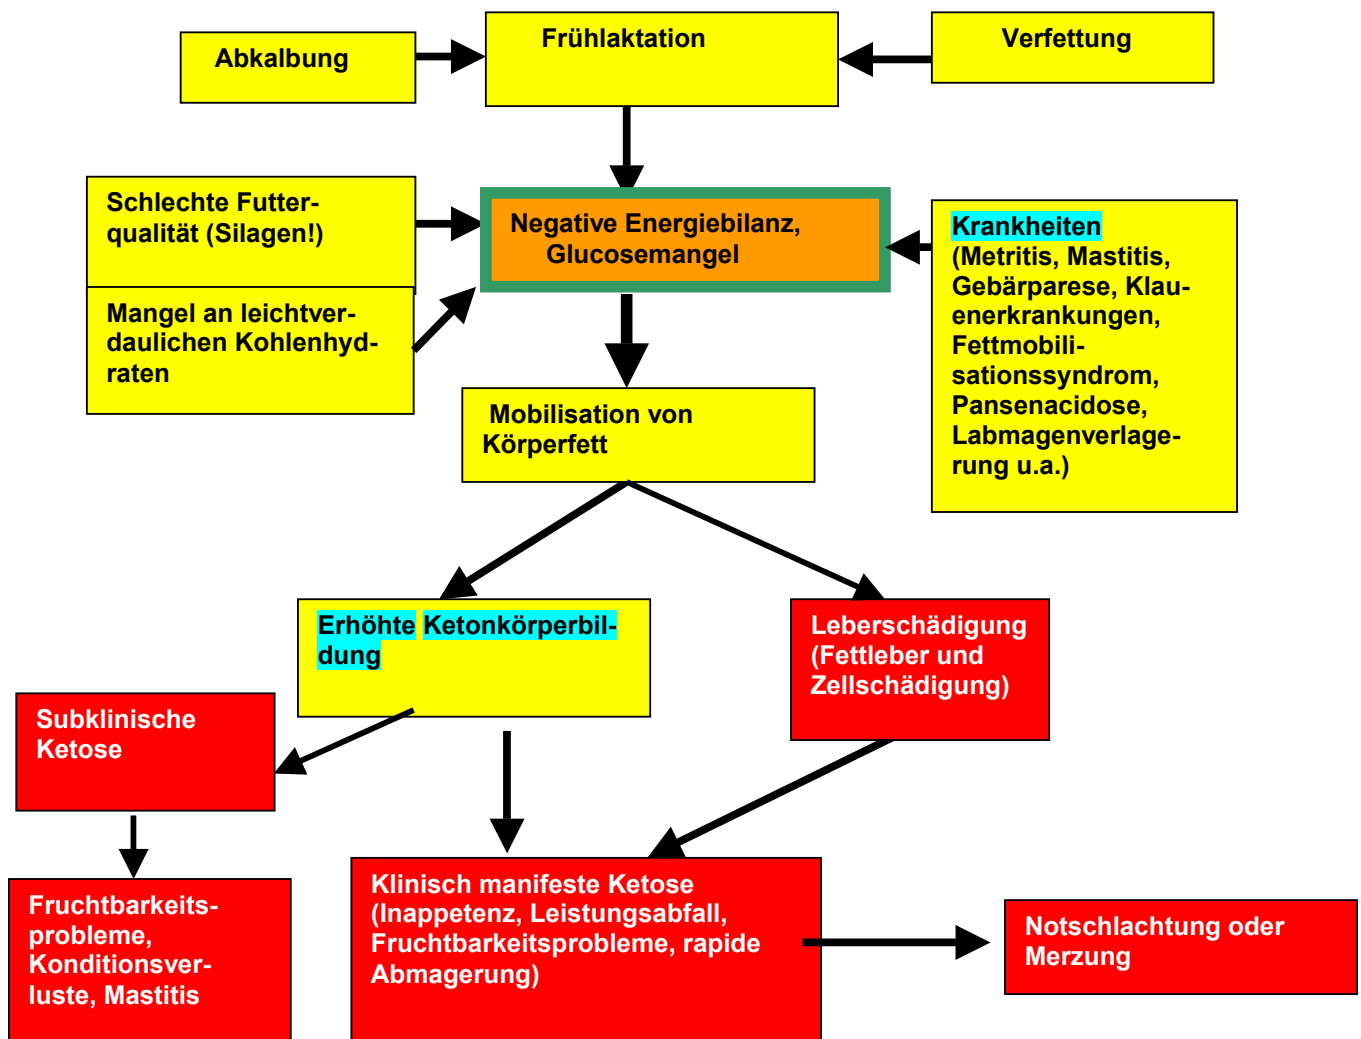 Abkalbung
Frühlaktation
Verfettung
Schlechte Futter-
qualität (Silagen!)
Mangel an leichtver-
daulichen Kohlenhyd-
raten
Negative Energiebilanz,
Glucosemangel
Krankheiten
(Metritis, Mastitis,
Gebärparese, Klau-
enerkrankungen,
Fettmobili-
sationssyndrom,
Pansenacidose,
Labmagenverlage-
rung u.a.)
Mobilisation von
Körperfett
Erhöhte Ketonkörperbil-
dung
Leberschädigung
(Fettleber und
Zellschädigung)
Subklinische
Ketose
Fruchtbarkeits-
probleme,
Konditionsver-
luste, Mastitis
Klinisch manifeste Ketose
(Inappetenz, Leistungsabfall,
Fruchtbarkeitsprobleme, rapide
Abmagerung)
Notschlachtung oder
Merzung